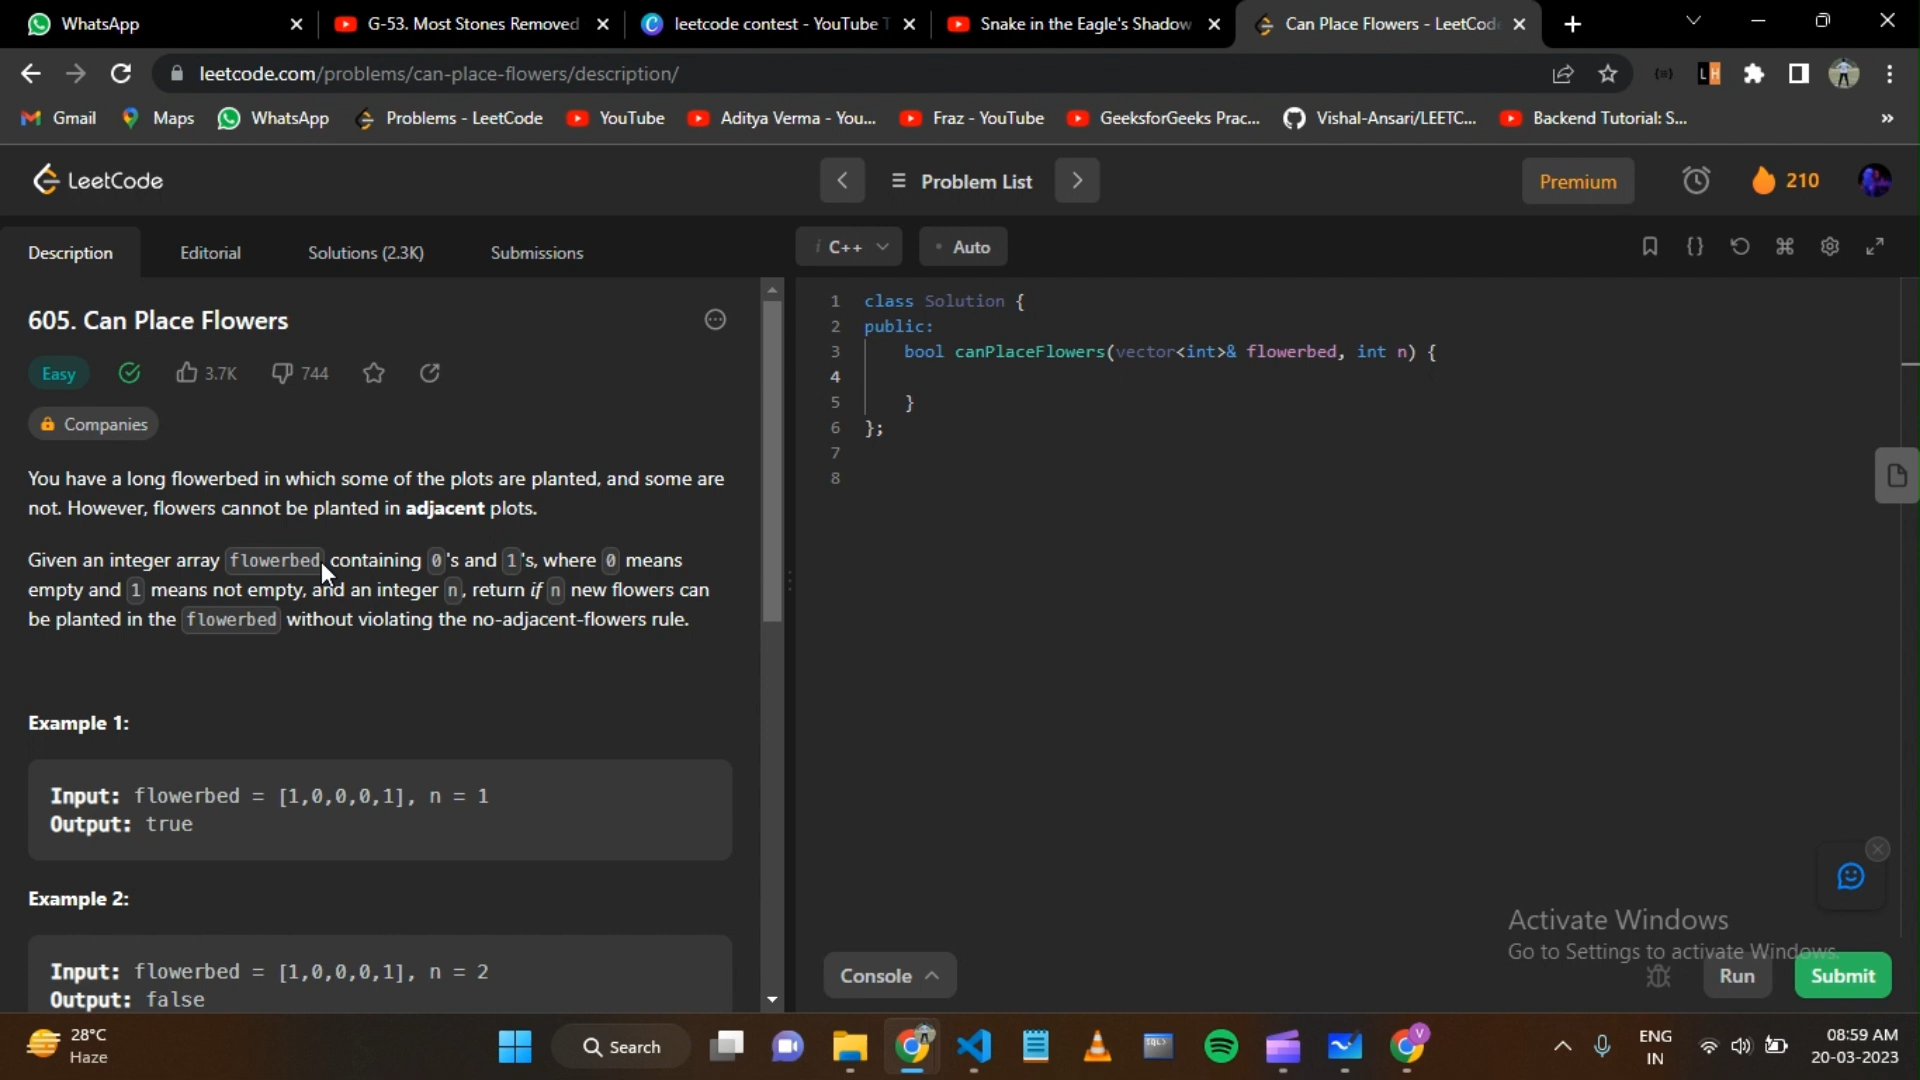 WhatsApp
G-53. Most Stones Removed
leetcode contest - YouTube T
Snake in the Eagle's Shadow
Can Place Flowers - LeetCod
leetcode.com/problems/can-place-flowers/description/
Gmail
Maps
WhatsApp
Problems - LeetCode
YouTube
Aditya Verma - You...
Fraz - YouTube
GeeksforGeeks Prac...
Vishal-Ansari/LEETC...
Backend Tutorial: S...
LeetCode
Problem List
Premium
210
Description
Editorial
Solutions (2.3K)
Submissions
i C++
Auto
605. Can Place Flowers
Easy
3.7K
744
Companies
You have a long flowerbed in which some of the plots are planted, and some are
not. However, flowers cannot be planted in adjacent plots.
Given an integer array flowerbed containing 0's and 1's, where 0 means
empty and 1 means not empty, and an integer n, return if n new flowers can
be planted in the flowerbed without violating the no-adjacent-flowers rule.
Example 1:
Input: flowerbed = [1,0,0,0,1], n = 1
Output: true
Example 2:
Input: flowerbed = [1,0,0,0,1], n = 2
Output: false
1 class Solution {
2 public:
3 bool canPlaceFlowers(vector<int>& flowerbed, int n) {
4
5 }
6 };
7
8
Activate Windows
Go to Settings to activate Windows.
Console
Run
Submit
28°C
Haze
Search
ENG
IN
08:59 AM
20-03-2023